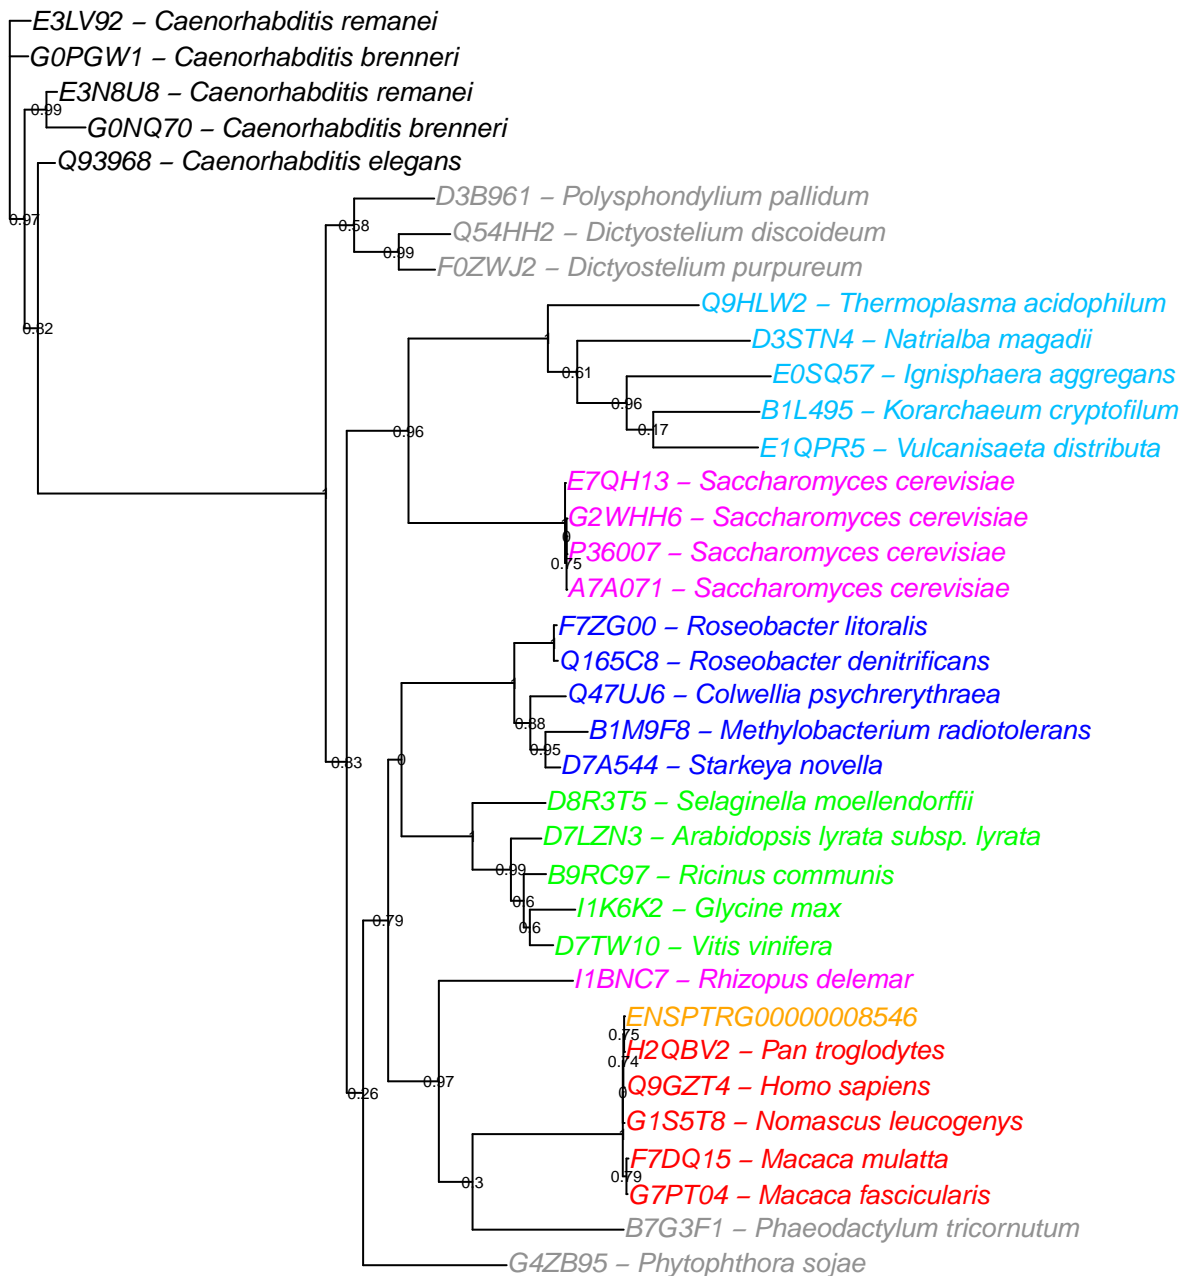 E3LV92 – Caenorhabditis remanei
G0PGW1 – Caenorhabditis brenneri
E3N8U8 – Caenorhabditis remanei
0.99
G0NQ70 – Caenorhabditis brenneri
Q93968 – Caenorhabditis elegans
D3B961 – Polysphondylium pallidum
0.97
0.58
Q54HH2 – Dictyostelium discoideum
0.99
F0ZWJ2 – Dictyostelium purpureum
Q9HLW2 – Thermoplasma acidophilum
0.82
D3STN4 – Natrialba magadii
0.61
E0SQ57 – Ignisphaera aggregans
0.96
B1L495 – Korarchaeum cryptofilum
0.96
0.17
E1QPR5 – Vulcanisaeta distributa
E7QH13 – Saccharomyces cerevisiae
G2WHH6 – Saccharomyces cerevisiae
0
P36007 – Saccharomyces cerevisiae
0.75
A7A071 – Saccharomyces cerevisiae
F7ZG00 – Roseobacter litoralis
Q165C8 – Roseobacter denitrificans
Q47UJ6 – Colwellia psychrerythraea
0.88
B1M9F8 – Methylobacterium radiotolerans
0.95
0
0.83
D7A544 – Starkeya novella
D8R3T5 – Selaginella moellendorffii
D7LZN3 – Arabidopsis lyrata subsp. lyrata
0.99
B9RC97 – Ricinus communis
0.6
I1K6K2 – Glycine max
0.79
0.6
D7TW10 – Vitis vinifera
I1BNC7 – Rhizopus delemar
ENSPTRG00000008546
0.75
H2QBV2 – Pan troglodytes
0.74
0.97
Q9GZT4 – Homo sapiens
0.26
0
G1S5T8 – Nomascus leucogenys
F7DQ15 – Macaca mulatta
0.79
0.3
G7PT04 – Macaca fascicularis
B7G3F1 – Phaeodactylum tricornutum
G4ZB95 – Phytophthora sojae